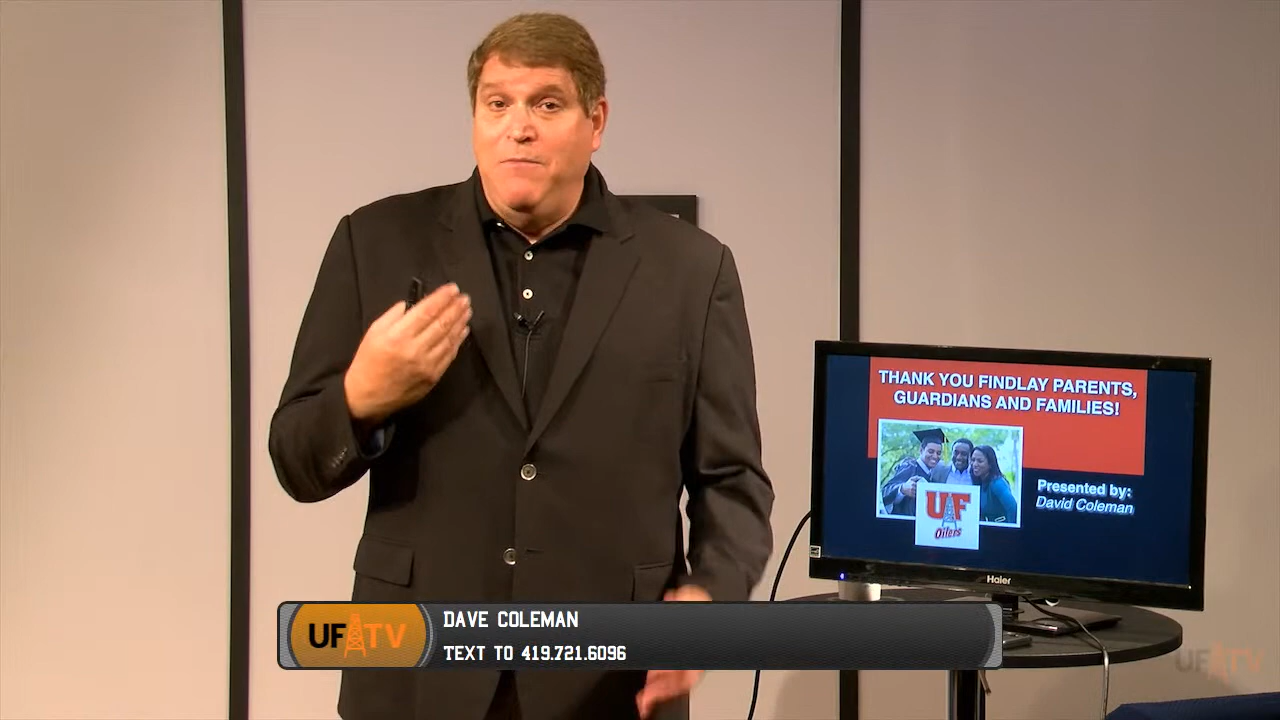 THANK YOU FINDLAY PARENTS,
GUARDIANS AND FAMILIES!
Presented by:
David Coleman
UF
Oilers
Haier
UF TV
DAVE COLEMAN
TEXT TO 419.721.6096
UF TV